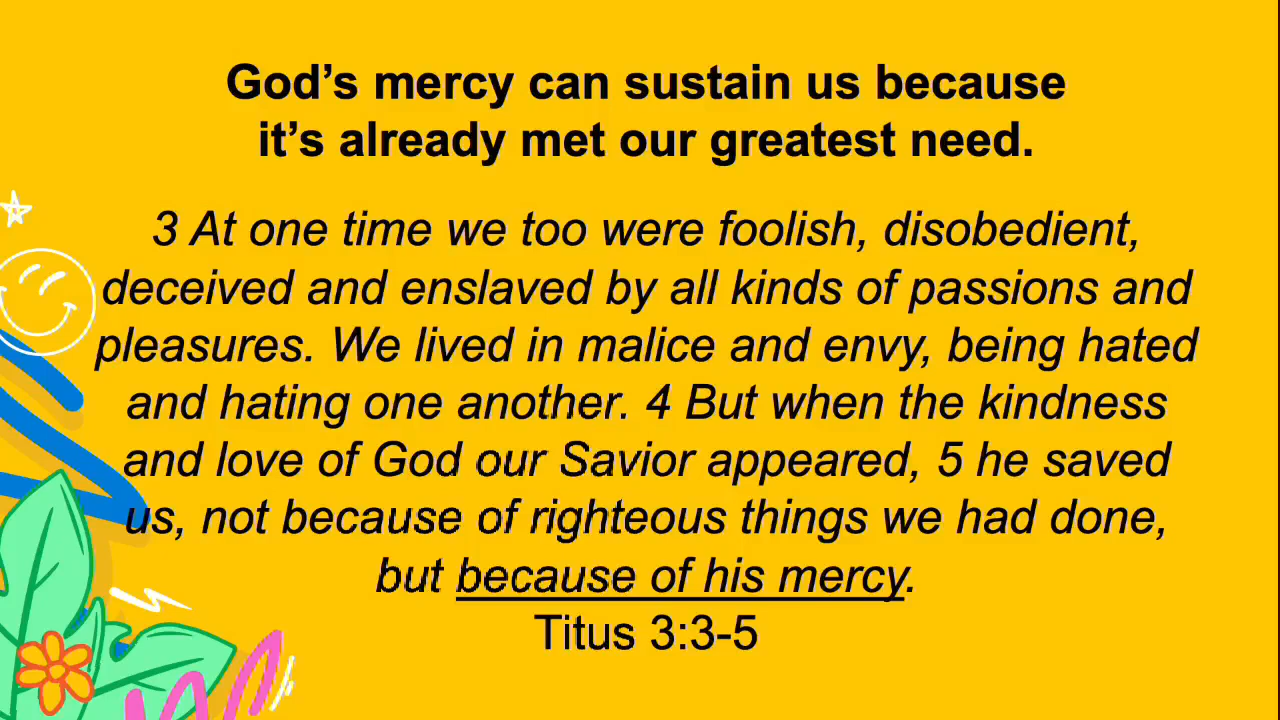 God’s mercy can sustain us because
it’s already met our greatest need.
3 At one time we too were foolish, disobedient,
deceived and enslaved by all kinds of passions and
pleasures. We lived in malice and envy, being hated
and hating one another. 4 But when the kindness
and love of God our Savior appeared, 5 he saved
us, not because of righteous things we had done,
but because of his mercy.
Titus 3:3-5